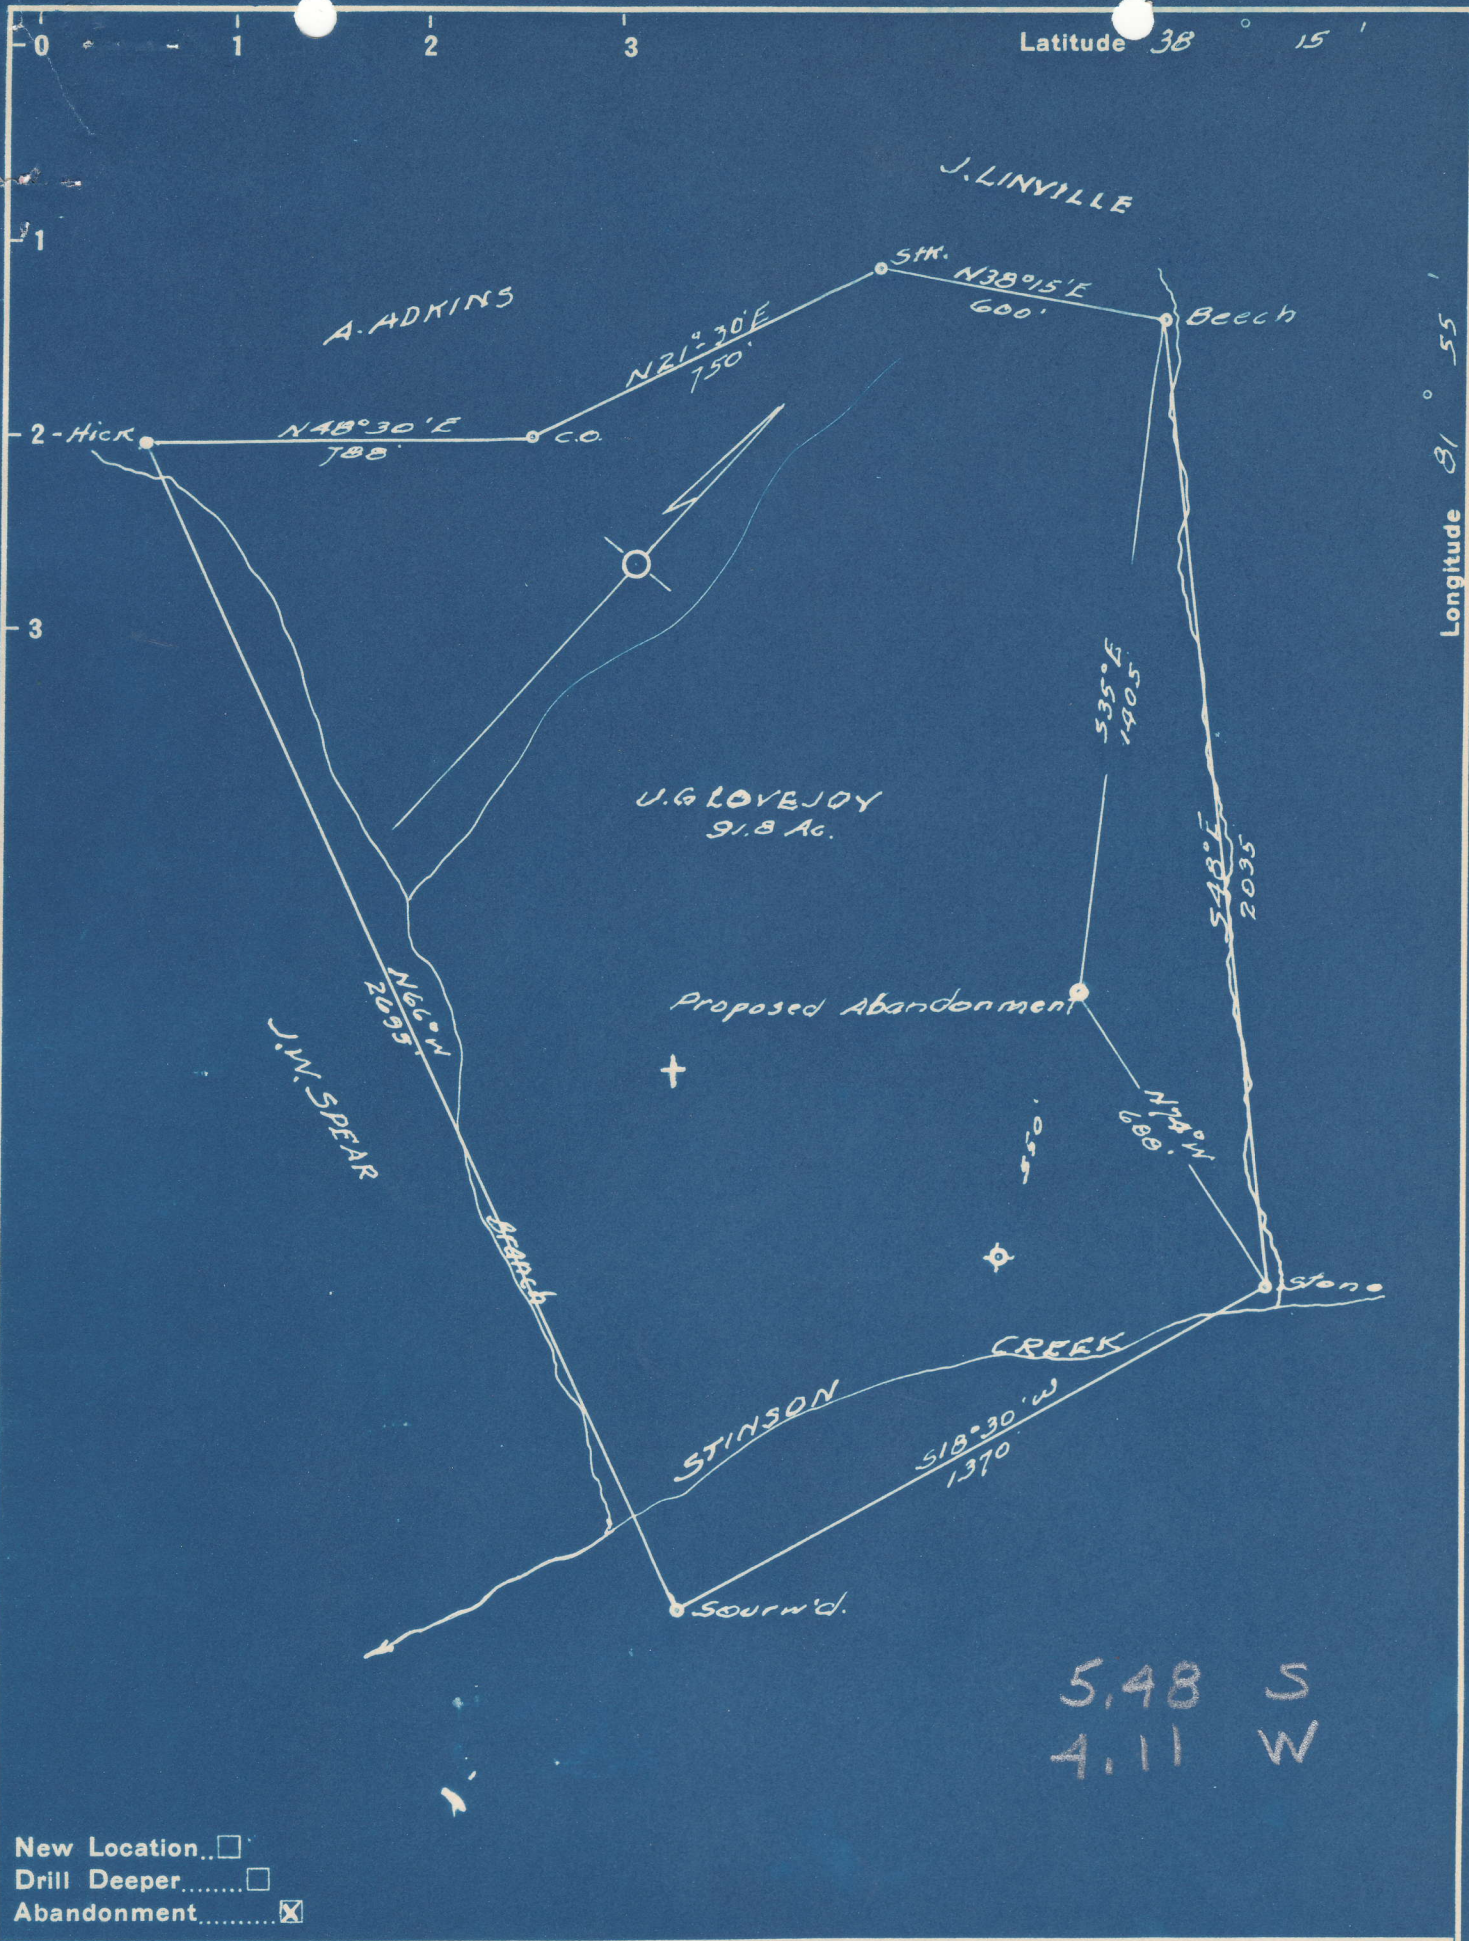 0 1 2 3
Latitude 38 ° 15 '
1
2
3
Longitude 81 ° 55 '
J. LINVILLE
Stk.
N38°15'E
600'
Beech
A. ADKINS
N21°30'E
750'
Hick
N48°30'E
788'
C.O.
S35°E
1405
U.G LOVEJOY
91.8 Ac.
S48°E
2035
N66°W
2695'
Proposed Abandonment
J.W. SPEAR
550'
N74°W
688'
Branch
Stone
STINSON CREEK
S18°30'W
1370
Sourw'd.
5.48 S
4.11 W
New Location..
Drill Deeper........
Abandonment.......... X